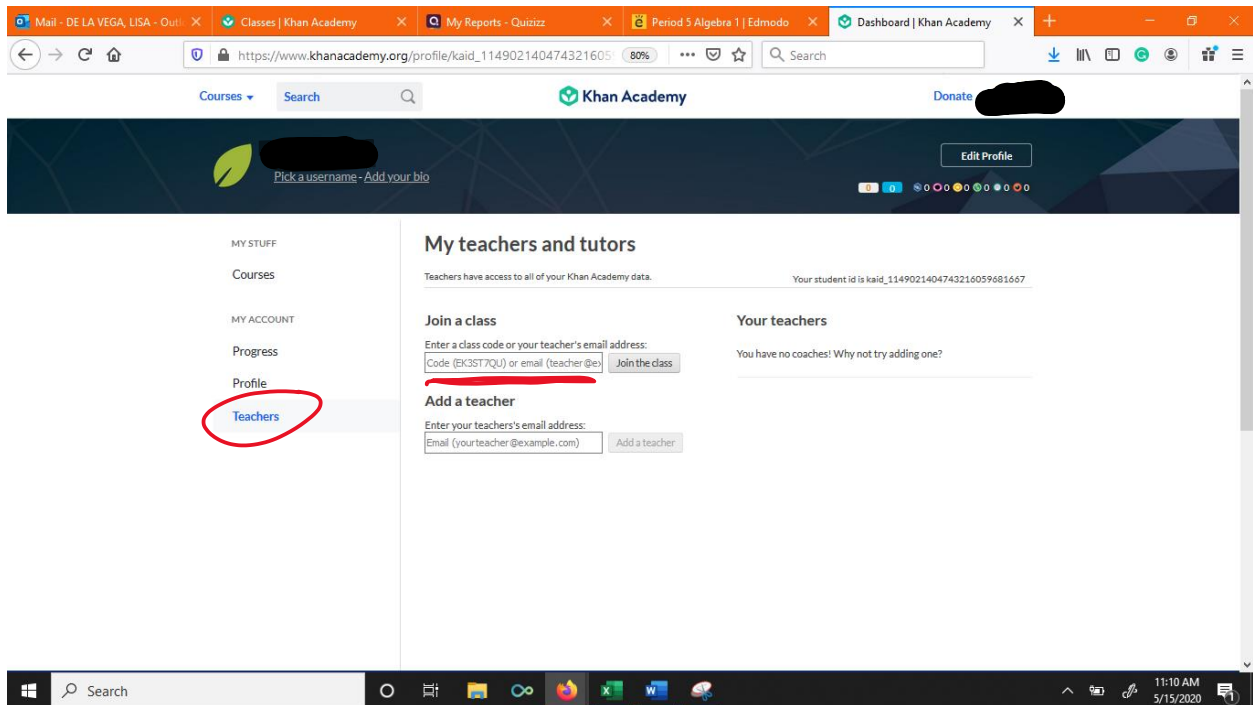 Mail - DE LA VEGA, LISA - Outl
Classes | Khan Academy
My Reports - Quizizz
Period 5 Algebra 1 | Edmodo
Dashboard | Khan Academy
https://www.khanacademy.org/profile/kaid_114902140474321605
80%
Search
Courses
Search
Khan Academy
Donate
Pick a username - Add your bio
Edit Profile
0 0 0 0 0 0 0 0
MY STUFF
Courses
MY ACCOUNT
Progress
Profile
Teachers
My teachers and tutors
Teachers have access to all of your Khan Academy data.
Your student id is kaid_1149021404743216059681667
Join a class
Enter a class code or your teacher's email address:
Code (EK3ST7QU) or email (teacher@ex
Join the class
Add a teacher
Enter your teachers's email address:
Email (yourteacher@example.com)
Add a teacher
Your teachers
You have no coaches! Why not try adding one?
Search
11:10 AM
5/15/2020
1